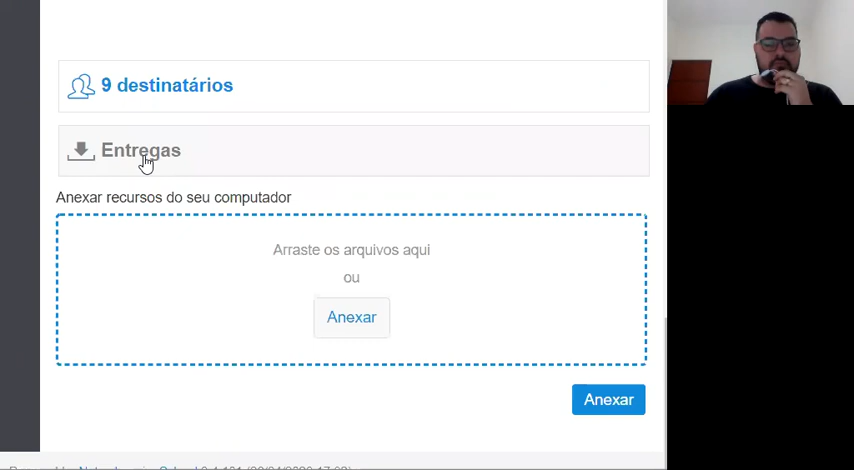 9 destinatários
Entregas
Anexar recursos do seu computador
Arraste os arquivos aqui
ou
Anexar
Anexar